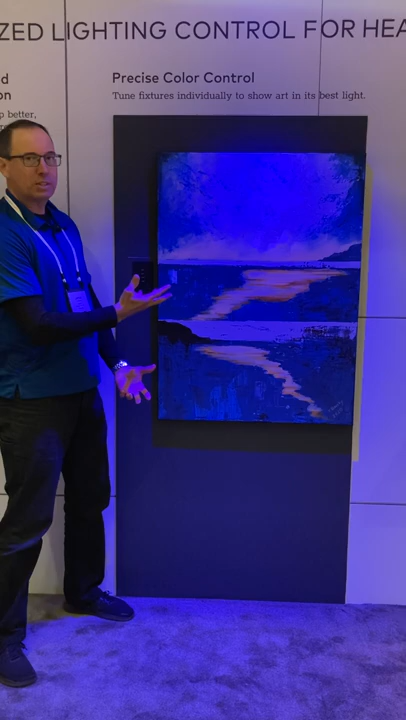 ZED LIGHTING CONTROL FOR HEA
d
on
p better,
Precise Color Control
Tune fixtures individually to show art in its best light.